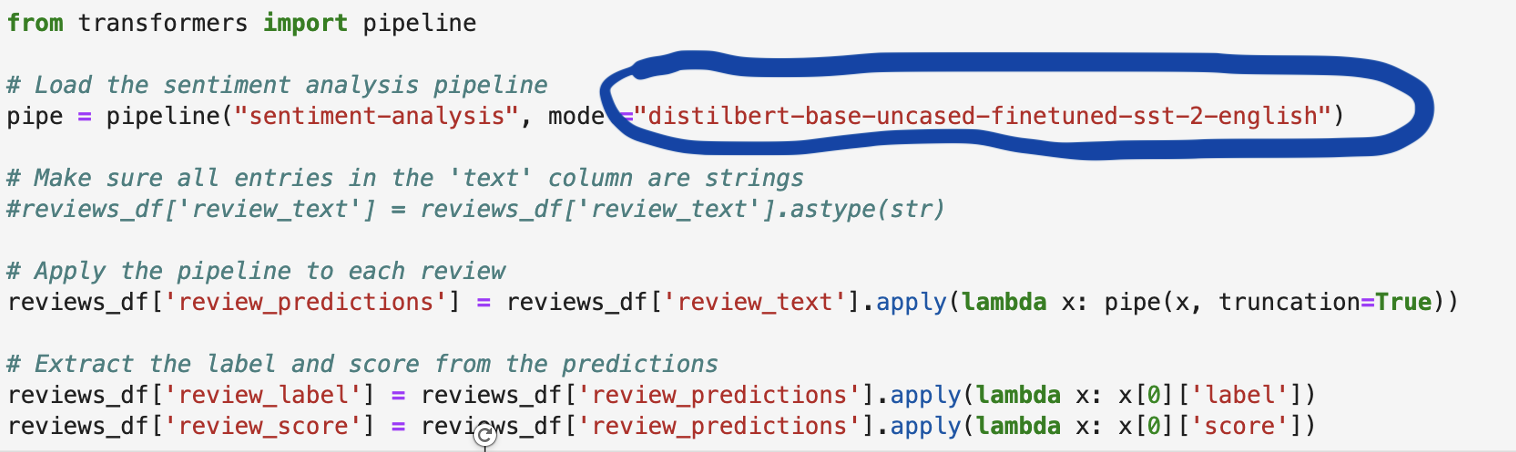 from transformers import pipeline
# Load the sentiment analysis pipeline
pipe = pipeline("sentiment-analysis", mode ="distilbert-base-uncased-finetuned-sst-2-english")
# Make sure all entries in the 'text' column are strings
#reviews_df['review_text'] = reviews_df['review_text'].astype(str)
# Apply the pipeline to each review
reviews_df['review_predictions'] = reviews_df['review_text'].apply(lambda x: pipe(x, truncation=True))
# Extract the label and score from the predictions
reviews_df['review_label'] = reviews_df['review_predictions'].apply(lambda x: x[0]['label'])
reviews_df['review_score'] = reviews_df['review_predictions'].apply(lambda x: x[0]['score'])